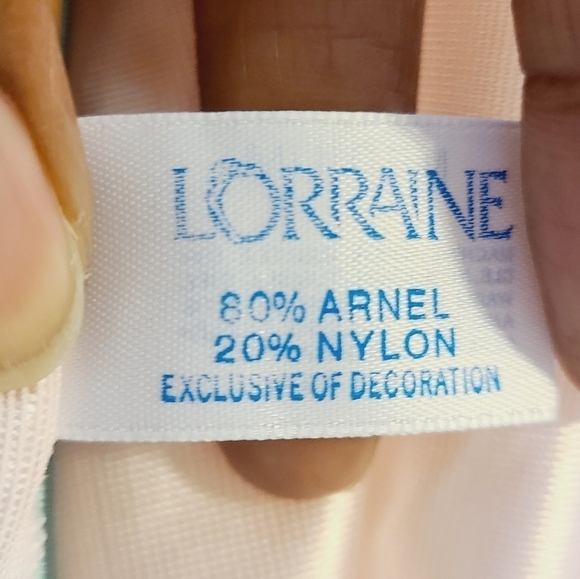 LORRAINE
80% ARNEL
20% NYLON
EXCLUSIVE OF DECORATION